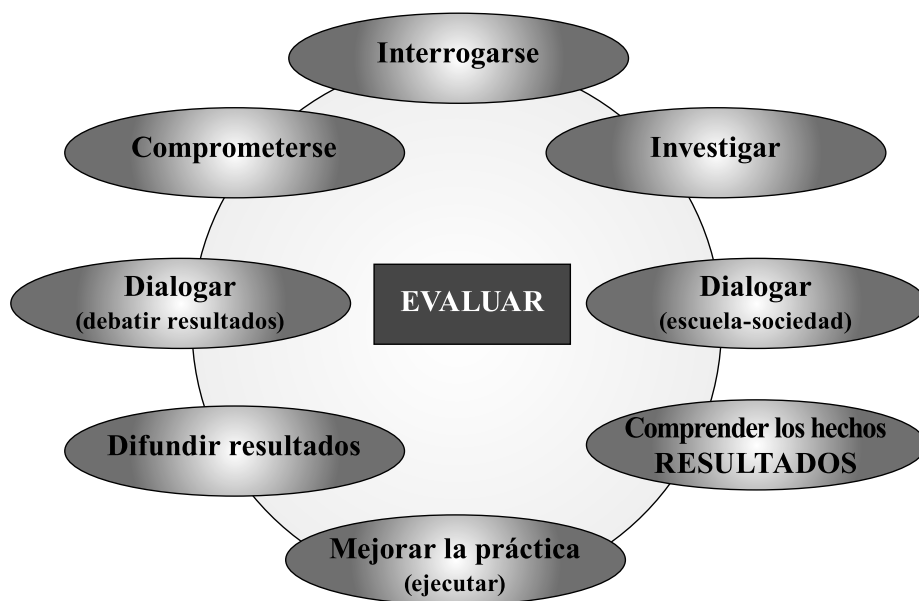 Interrogarse
Comprometerse
Investigar
Dialogar
(debatir resultados)
EVALUAR
Dialogar
(escuela-sociedad)
Difundir resultados
Comprender los hechos
RESULTADOS
Mejorar la práctica
(ejecutar)